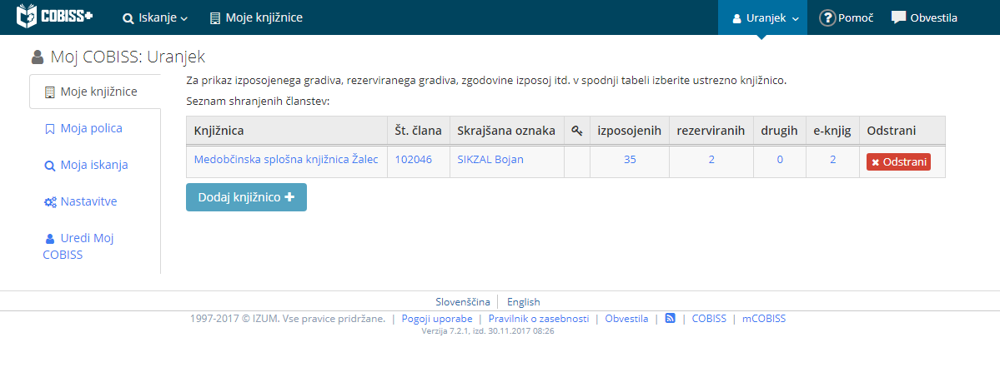 COBISS+ Iskanje Moje knjižnice Uranjek Pomoč Obvestila
Moj COBISS: Uranjek
Moje knjižnice
Moja polica
Moja iskanja
Nastavitve
Uredi Moj
COBISS
Za prikaz izposojenega gradiva, rezerviranega gradiva, zgodovine izposoj itd. v spodnji tabeli izberite ustrezno knjižnico.
Seznam shranjenih članstev:
Knjižnica Št. člana Skrajšana oznaka izposojenih rezerviranih drugih e-knjig Odstrani
Medobčinska splošna knjižnica Žalec 102046 SIKZAL Bojan 35 2 0 2 Odstrani
Dodaj knjižnico
Slovenščina English
1997-2017 © IZUM. Vse pravice pridržane. | Pogoji uporabe | Pravilnik o zasebnosti | Obvestila | | COBISS | mCOBISS
Verzija 7.2.1, izd. 30.11.2017 08:26